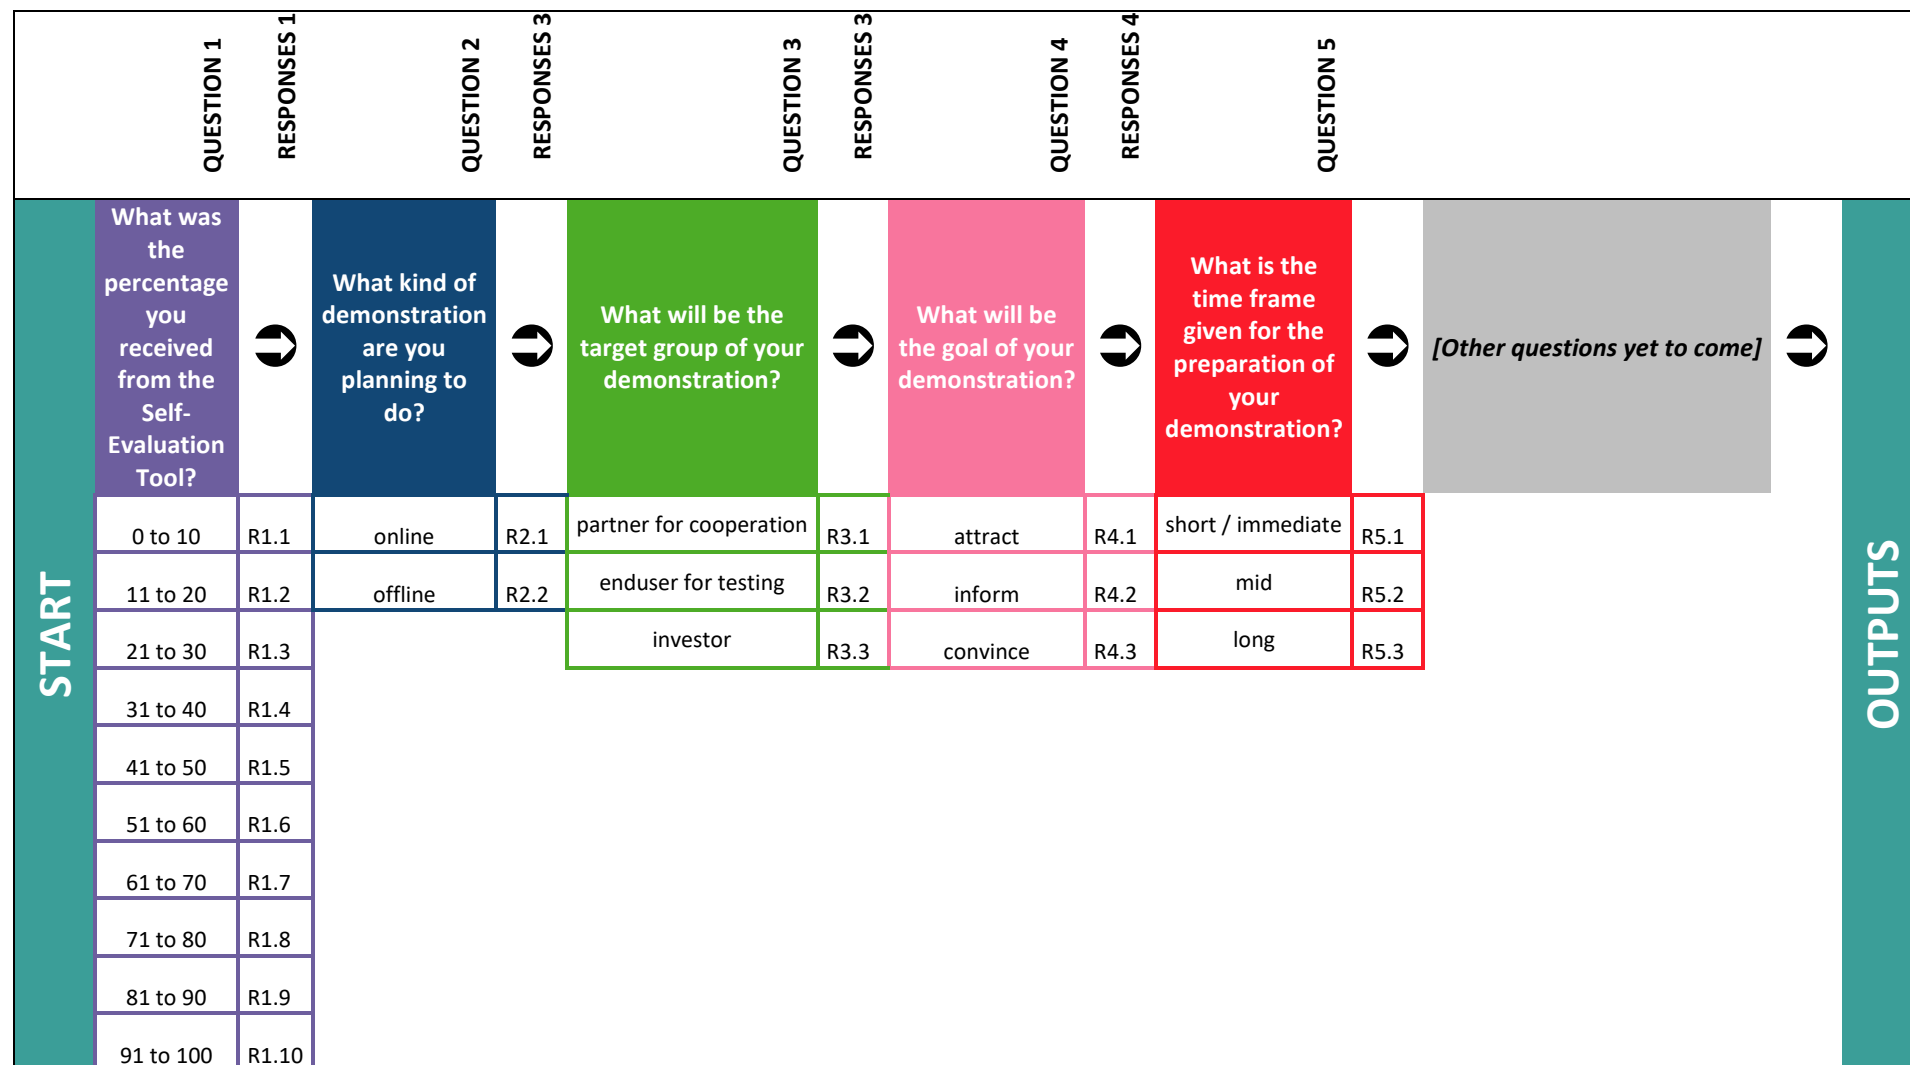 QUESTION 1
RESPONSES 1
QUESTION 2
RESPONSES 3
QUESTION 3
RESPONSES 3
QUESTION 4
RESPONSES 4
QUESTION 5
START
What was
the
percentage
you
received
from the
Self-
Evaluation
Tool?
What kind of
demonstration
are you
planning to
do?
What will be the
target group of your
demonstration?
What will be
the goal of your
demonstration?
What is the
time frame
given for the
preparation of
your
demonstration?
[Other questions yet to come]
OUTPUTS
0 to 10 R1.1 online R2.1 partner for cooperation R3.1 attract R4.1 short / immediate R5.1
11 to 20 R1.2 offline R2.2 enduser for testing R3.2 inform R4.2 mid R5.2
21 to 30 R1.3 investor R3.3 convince R4.3 long R5.3
31 to 40 R1.4
41 to 50 R1.5
51 to 60 R1.6
61 to 70 R1.7
71 to 80 R1.8
81 to 90 R1.9
91 to 100 R1.10